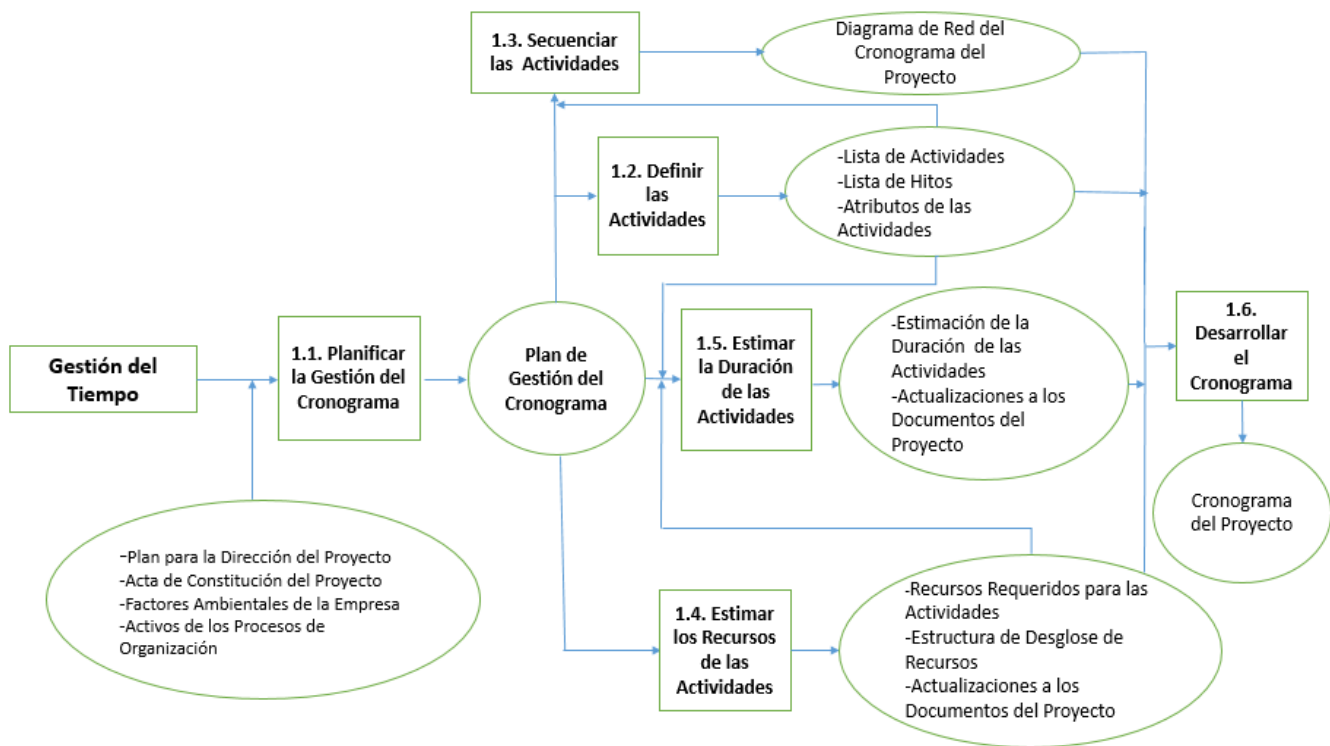 1.3. Secuenciar
las Actividades
Diagrama de Red del
Cronograma del
Proyecto
1.2. Definir
las
Actividades
-Lista de Actividades
-Lista de Hitos
-Atributos de las
Actividades
Gestión del
Tiempo
1.1. Planificar
la Gestión del
Cronograma
Plan de
Gestión del
Cronograma
1.5. Estimar
la Duración
de las
Actividades
-Estimación de la
Duración de las
Actividades
-Actualizaciones a los
Documentos del
Proyecto
1.6.
Desarrollar
el
Cronograma
Cronograma
del Proyecto
-Plan para la Dirección del Proyecto
-Acta de Constitución del Proyecto
-Factores Ambientales de la Empresa
-Activos de los Procesos de
Organización
1.4. Estimar
los Recursos
de las
Actividades
-Recursos Requeridos para las
Actividades
-Estructura de Desglose de
Recursos
-Actualizaciones a los
Documentos del Proyecto